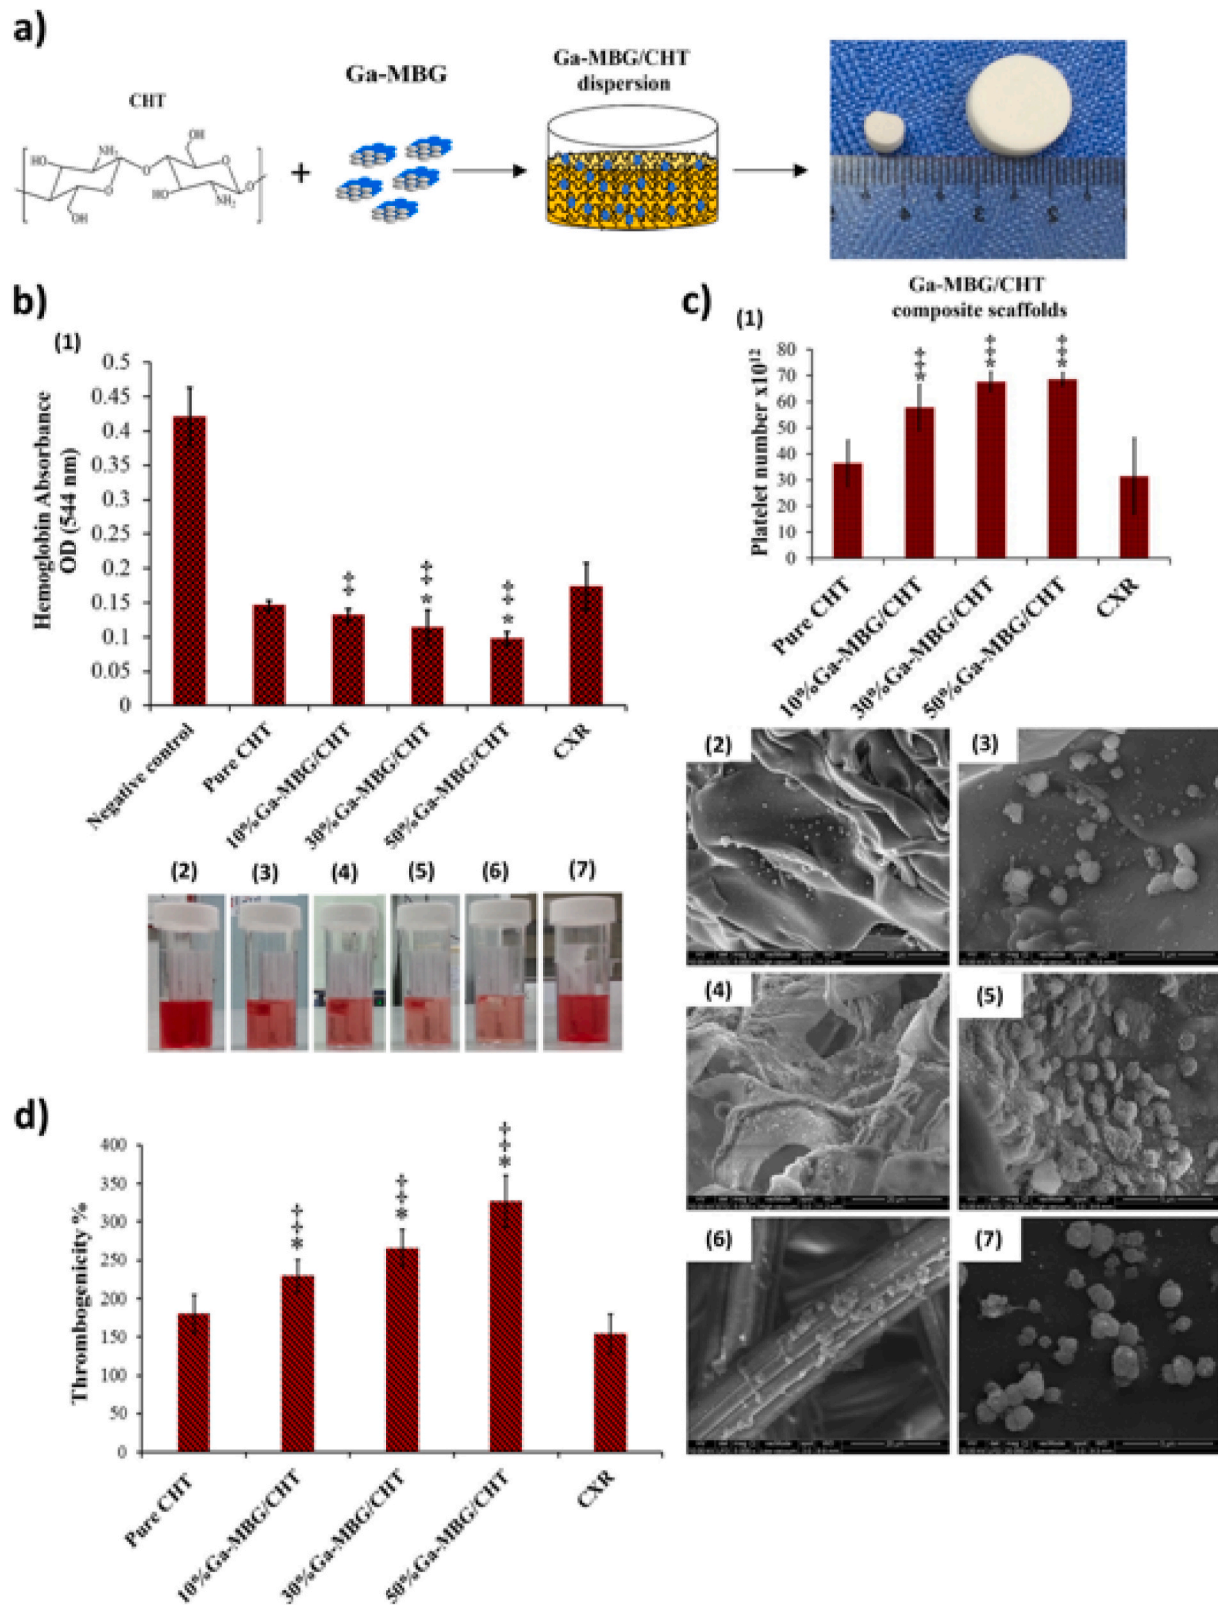 a)
CHT
Ga-MBG
Ga-MBG/CHT
dispersion
OH
NH₂
HO
O
O
HO
O
O
NH₂
OH
n
+
Ga-MBG/CHT
composite scaffolds
b)
(1)
Hemoglobin Absorbance
OD (544 nm)
0.5
0.45
0.4
0.35
0.3
0.25
0.2
0.15
0.1
0.05
0
‡‡
‡‡‡
*
‡‡‡
*
Negative control
Pure CHT
10%Ga-MBG/CHT
30%Ga-MBG/CHT
50%Ga-MBG/CHT
CXR
(2)
(3)
(4)
(5)
(6)
(7)
c)
(1)
Platelet number x10¹²
80
70
60
50
40
30
20
10
0
‡‡‡*
‡‡‡*
‡‡‡*
Pure CHT
10%Ga-MBG/CHT
30%Ga-MBG/CHT
50%Ga-MBG/CHT
CXR
(2)
(3)
(4)
(5)
(6)
(7)
d)
Thrombogenicity %
400
350
300
250
200
150
100
50
0
‡‡‡*
‡‡‡*
‡‡‡*
Pure CHT
10%Ga-MBG/CHT
30%Ga-MBG/CHT
50%Ga-MBG/CHT
CXR